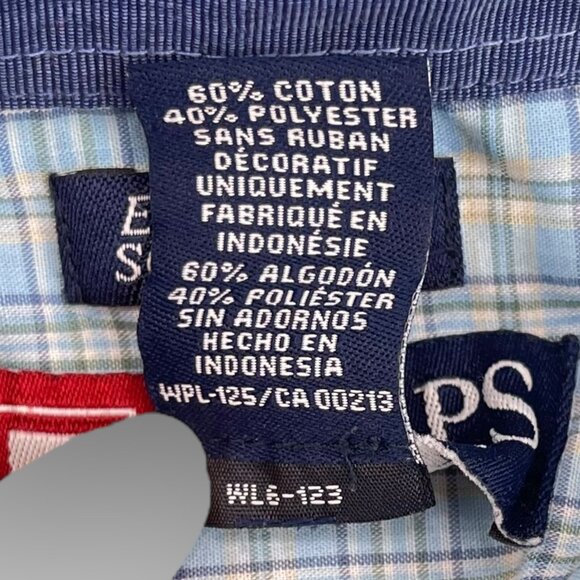 60% COTON
40% POLYESTER
SANS RUBAN
DÉCORATIF
UNIQUEMENT
FABRIQUÉ EN
INDONÉSIE
60% ALGODÓN
40% POLIÉSTER
SIN ADORNOS
HECHO EN
INDONESIA
WPL-125/CA 00213
WL6-123
PS